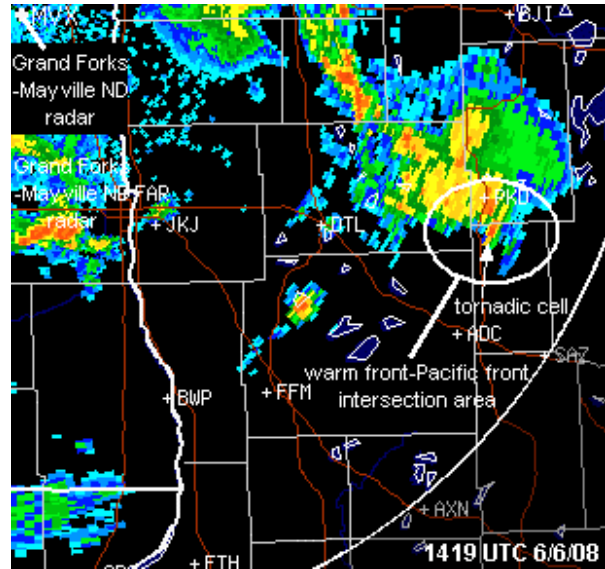 +MVX
+BJI
Grand Forks
-Mayville ND
radar
Grand Forks
-Mayville ND
radar
FAR
+JKJ
+DTL
+PKD
tornadic cell
+ADC
SAZ
warm front-Pacific front
intersection area
+BWP
+FFM
+AXN
+FTH
1419 UTC 6/6/08